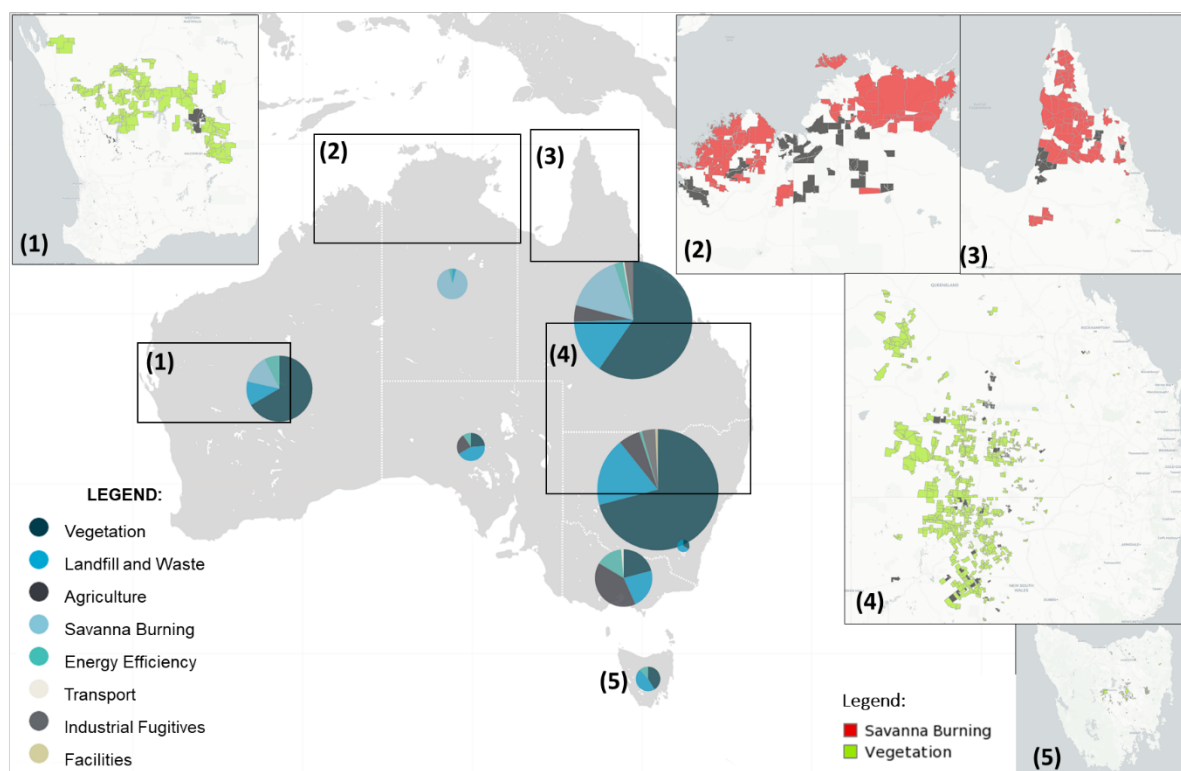 (1)
(2)
(3)
(2)
(3)
(1)
(4)
QUEENSLAND
LEGEND:
Vegetation
Landfill and Waste
Agriculture
Savanna Burning
Energy Efficiency
Transport
Industrial Fugitives
Facilities
(4)
(5)
Legend:
Savanna Burning
Vegetation
(5)